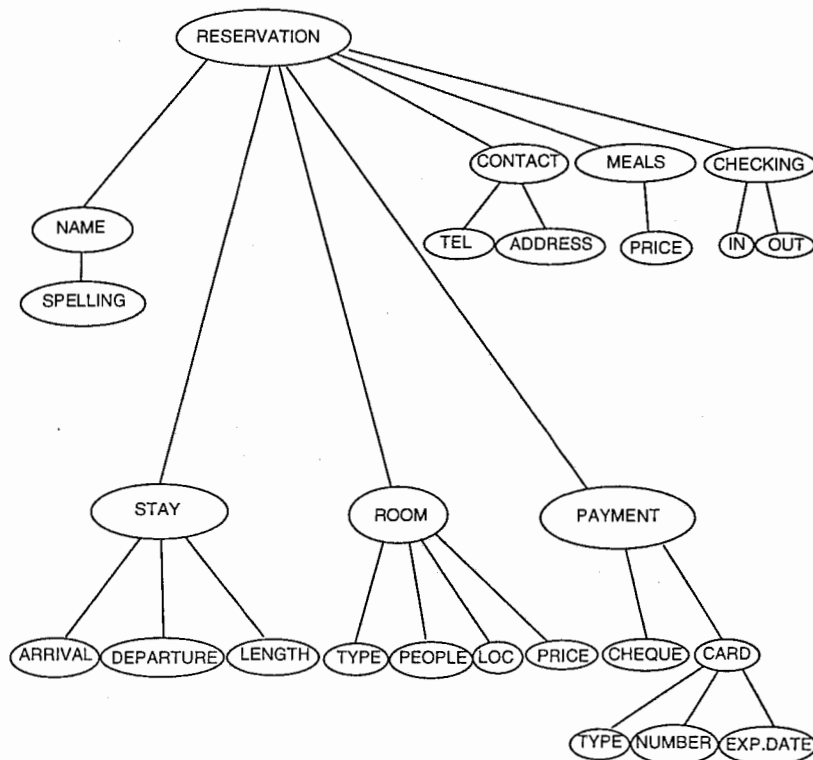 RESERVATION
CONTACT MEALS CHECKING
NAME
TEL ADDRESS PRICE IN OUT
SPELLING
STAY ROOM PAYMENT
ARRIVAL DEPARTURE LENGTH TYPE PEOPLE LOC PRICE CHEQUE CARD
TYPE NUMBER EXP.DATE